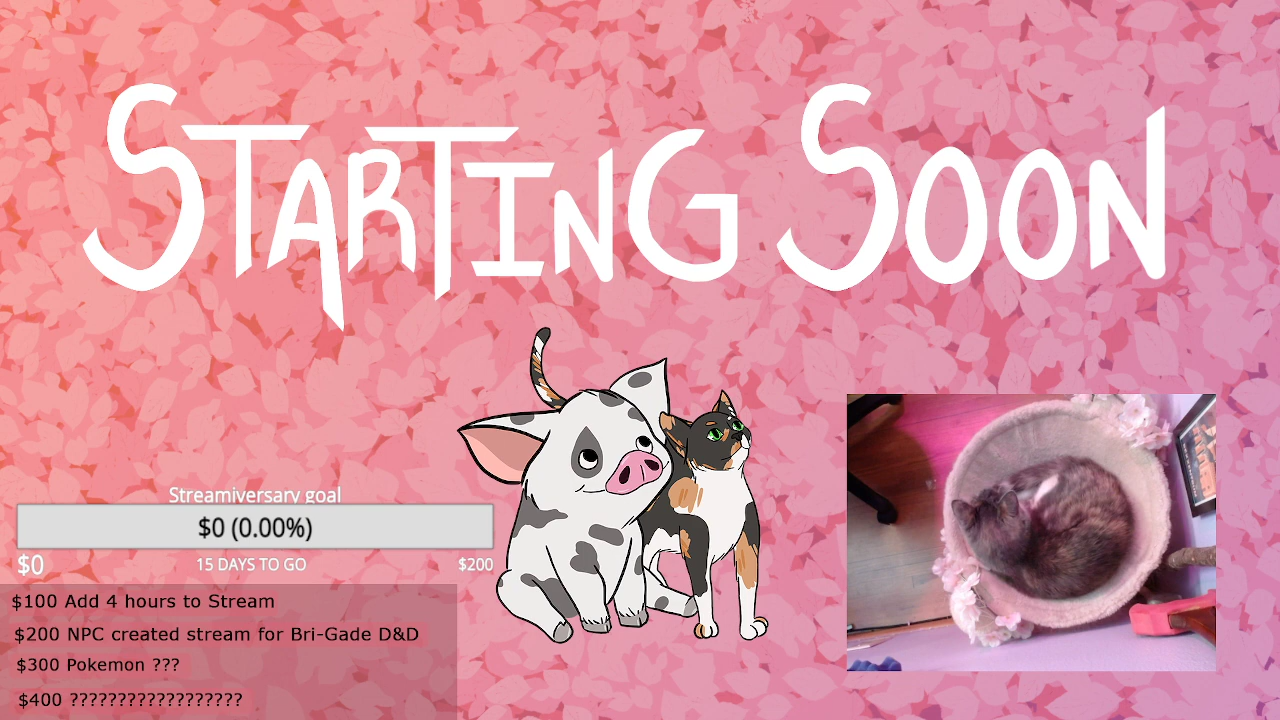 STARTING SOON
Streamiversary goal
$0 (0.00%)
$0 15 DAYS TO GO $200
$100 Add 4 hours to Stream
$200 NPC created stream for Bri-Gade D&D
$300 Pokemon ???
$400 ??????????????????